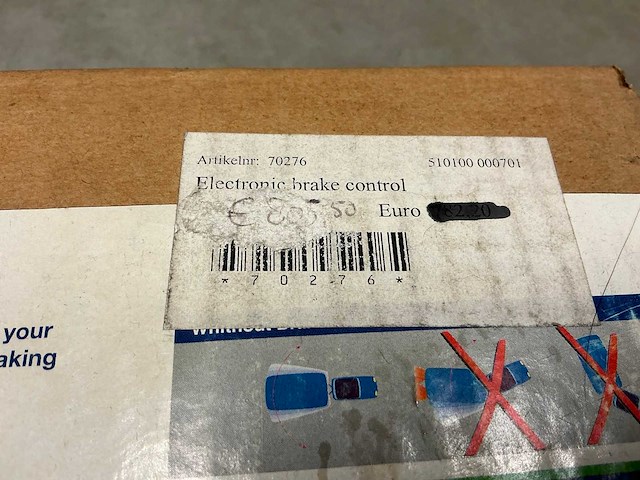 Artikelnr: 70276 510100 000701
Electronic brake control
Euro
*70276*
your
aking